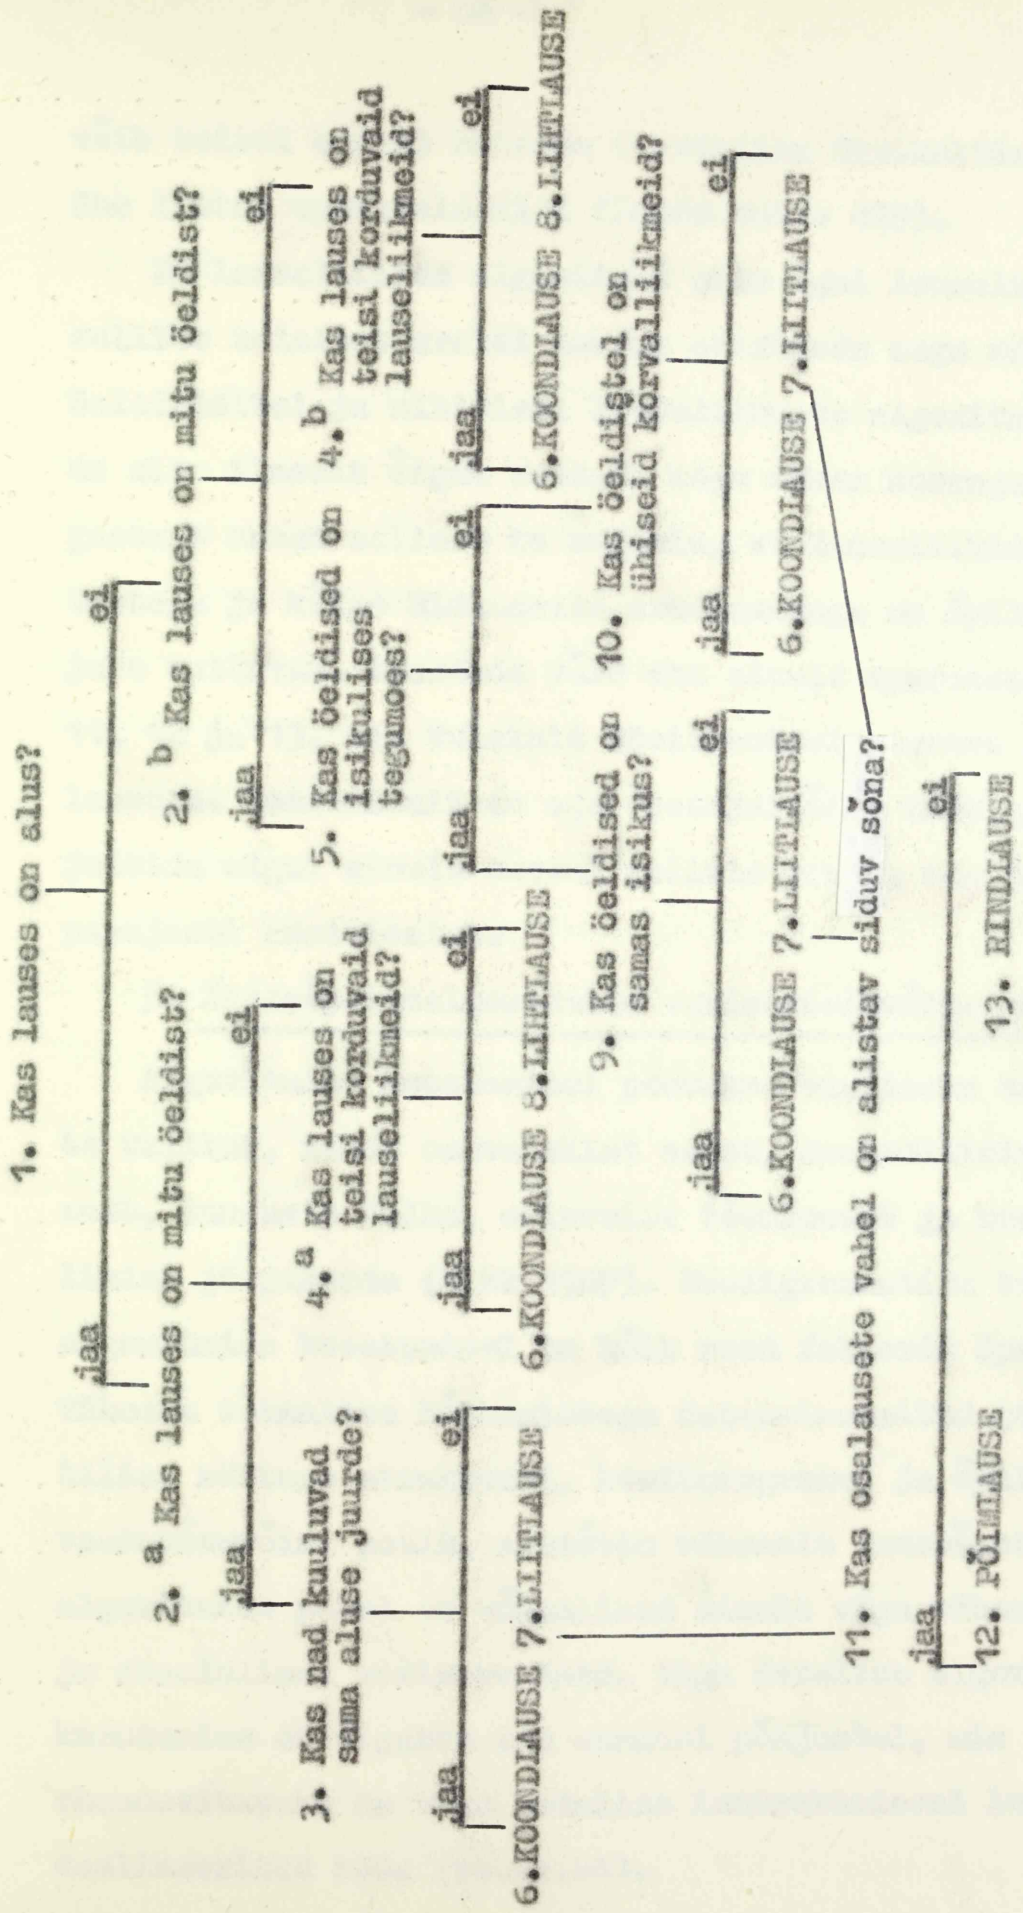 1. Kas lauses on alus?
jaa ei
2. a Kas lauses on mitu öeldist?
2. b Kas lauses on mitu öeldist?
jaa ei
jaa ei
3. Kas nad kuuluvad
sama aluse juurde?
4. a Kas lauses on
teisi korduvaid
lauseliikmeid?
5. Kas öeldised on
isikulises
tegumoes?
4. b Kas lauses on
teisi korduvaid
lauseliikmeid?
jaa ei
jaa ei
jaa ei
jaa ei
6.KOONDLAUSE 7.LIITLAUSE
6.KOONDLAUSE 8.LIHTLAUSE
6.KOONDLAUSE 8.LIHTLAUSE
9. Kas öeldised on
samas isikus?
10. Kas öeldistel on
ühiseid korvalliikmeid?
jaa ei
jaa ei
6.KOONDLAUSE 7.LIITLAUSE
6.KOONDLAUSE 7.LIITLAUSE
11. Kas osalausete vahel on alistav siduv sõna?
jaa ei
12. PÕIMLAUSE
13. RINDLAUSE